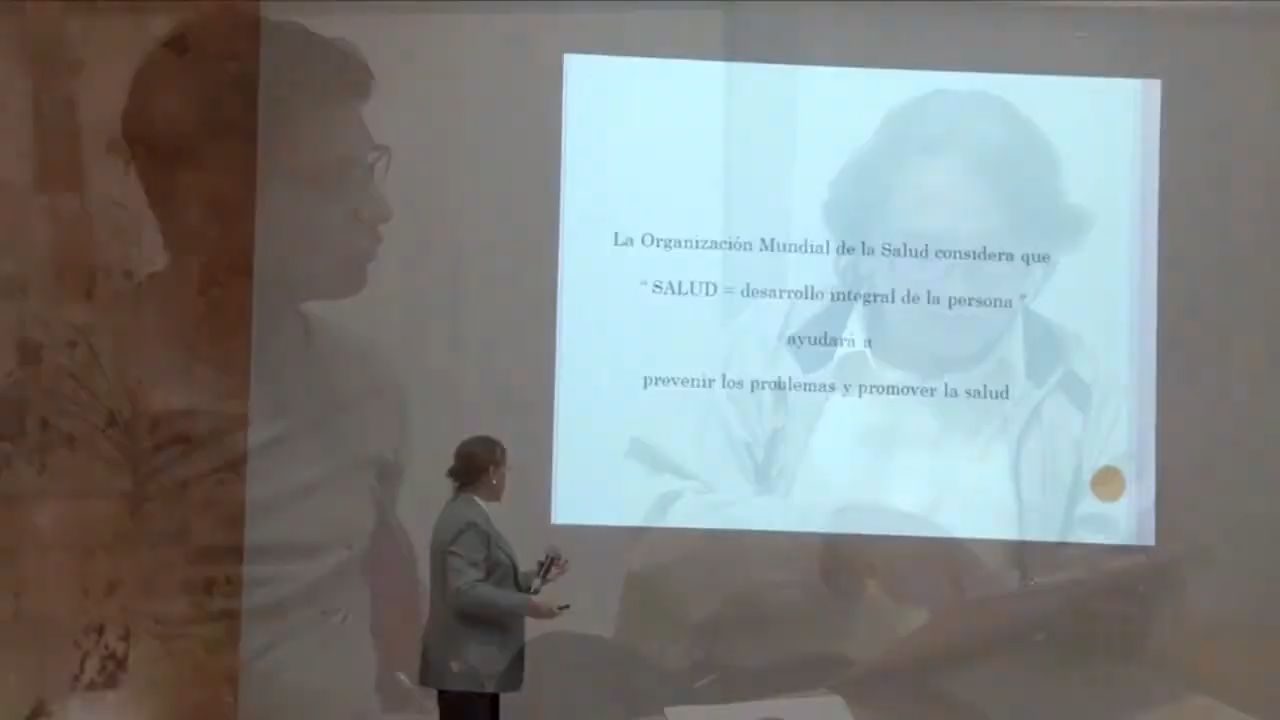 La Organización Mundial de la Salud considera que
“ SALUD = desarrollo integral de la persona ”
ayudará a
prevenir los problemas y promover la salud